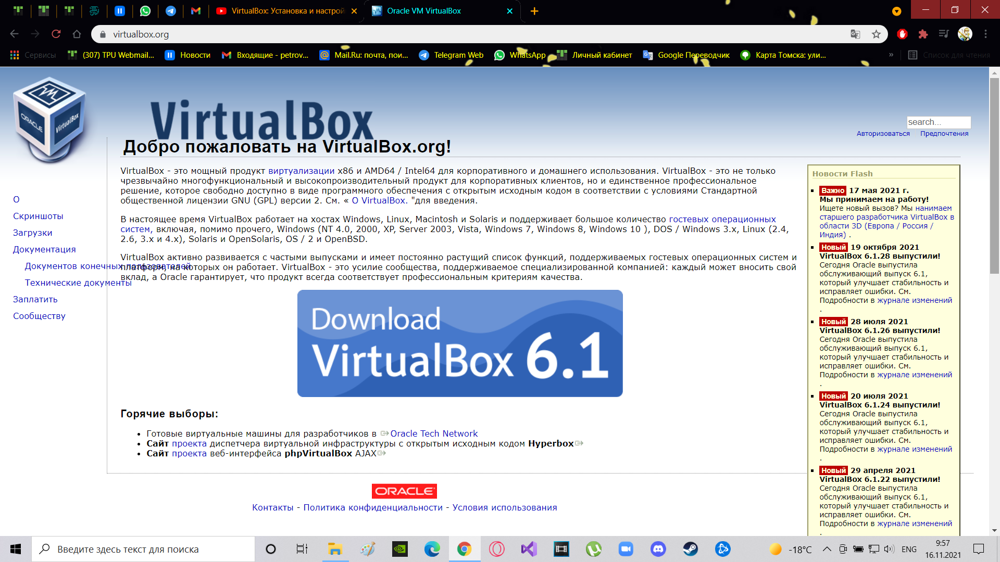 VirtualBox: Установка и настрой
Oracle VM VirtualBox
virtualbox.org
Сервисы
(307) TPU Webmail...
Новости
Входящие - petrov...
Mail.Ru: почта, пои...
Telegram Web
WhatsApp
Личный кабинет
Google Переводчик
Карта Томска: ули...
»
Список для чтения
ORACLE
VirtualBox
VirtualBox
search...
Авторизоваться Предпочтения
Добро пожаловать на VirtualBox.org!
О
Скриншоты
Загрузки
Документация
Документов конечных пользователей
Технические документы
Заплатить
Сообществу
VirtualBox - это мощный продукт виртуализации x86 и AMD64 / Intel64 для корпоративного и домашнего использования. VirtualBox - это не только
чрезвычайно многофункциональный и высокопроизводительный продукт для корпоративных клиентов, но и единственное профессиональное
решение, которое свободно доступно в виде программного обеспечения с открытым исходным кодом в соответствии с условиями Стандартной
общественной лицензии GNU (GPL) версии 2. См. « О VirtualBox. "для введения.
В настоящее время VirtualBox работает на хостах Windows, Linux, Macintosh и Solaris и поддерживает большое количество гостевых операционных
систем, включая, помимо прочего, Windows (NT 4.0, 2000, XP, Server 2003, Vista, Windows 7, Windows 8, Windows 10 ), DOS / Windows 3.x, Linux (2.4,
2.6, 3.x и 4.x), Solaris и OpenSolaris, OS / 2 и OpenBSD.
VirtualBox активно развивается с частыми выпусками и имеет постоянно растущий список функций, поддерживаемых гостевых операционных систем и
платформ, на которых он работает. VirtualBox - это усилие сообщества, поддерживаемое специализированной компанией: каждый может вносить свой
вклад, а Oracle гарантирует, что продукт всегда соответствует профессиональным критериям качества.
Download
VirtualBox 6.1
Горячие выборы:
Готовые виртуальные машины для разработчиков в Oracle Tech Network
Сайт проекта диспетчера виртуальной инфраструктуры с открытым исходным кодом Hyperbox
Сайт проекта веб-интерфейса phpVirtualBox AJAX
Новости Flash
Важно 17 мая 2021 г.
Мы принимаем на работу!
Ищете новый вызов? Мы нанимаем
старшего разработчика VirtualBox в
области 3D (Европа / Россия /
Индия) .
Новый 19 октября 2021
VirtualBox 6.1.28 выпустили!
Сегодня Oracle выпустила
обслуживающий выпуск 6.1,
который улучшает стабильность и
исправляет ошибки. См.
Подробности в журнале изменений
.
Новый 28 июля 2021
VirtualBox 6.1.26 выпустили!
Сегодня Oracle выпустила
обслуживающий выпуск 6.1,
который улучшает стабильность и
исправляет ошибки. См.
Подробности в журнале изменений
.
Новый 20 июля 2021
VirtualBox 6.1.24 выпустили!
Сегодня Oracle выпустила
обслуживающий выпуск 6.1,
который улучшает стабильность и
исправляет ошибки. См.
Подробности в журнале изменений
.
Новый 29 апреля 2021
VirtualBox 6.1.22 выпустили!
Сегодня Oracle выпустила
обслуживающий выпуск 6.1,
который улучшает стабильность и
исправляет ошибки. См.
Подробности в журнале изменений
.
ORACLE
Контакты - Политика конфиденциальности - Условия использования
Введите здесь текст для поиска
-18°C
ENG
9:57
16.11.2021